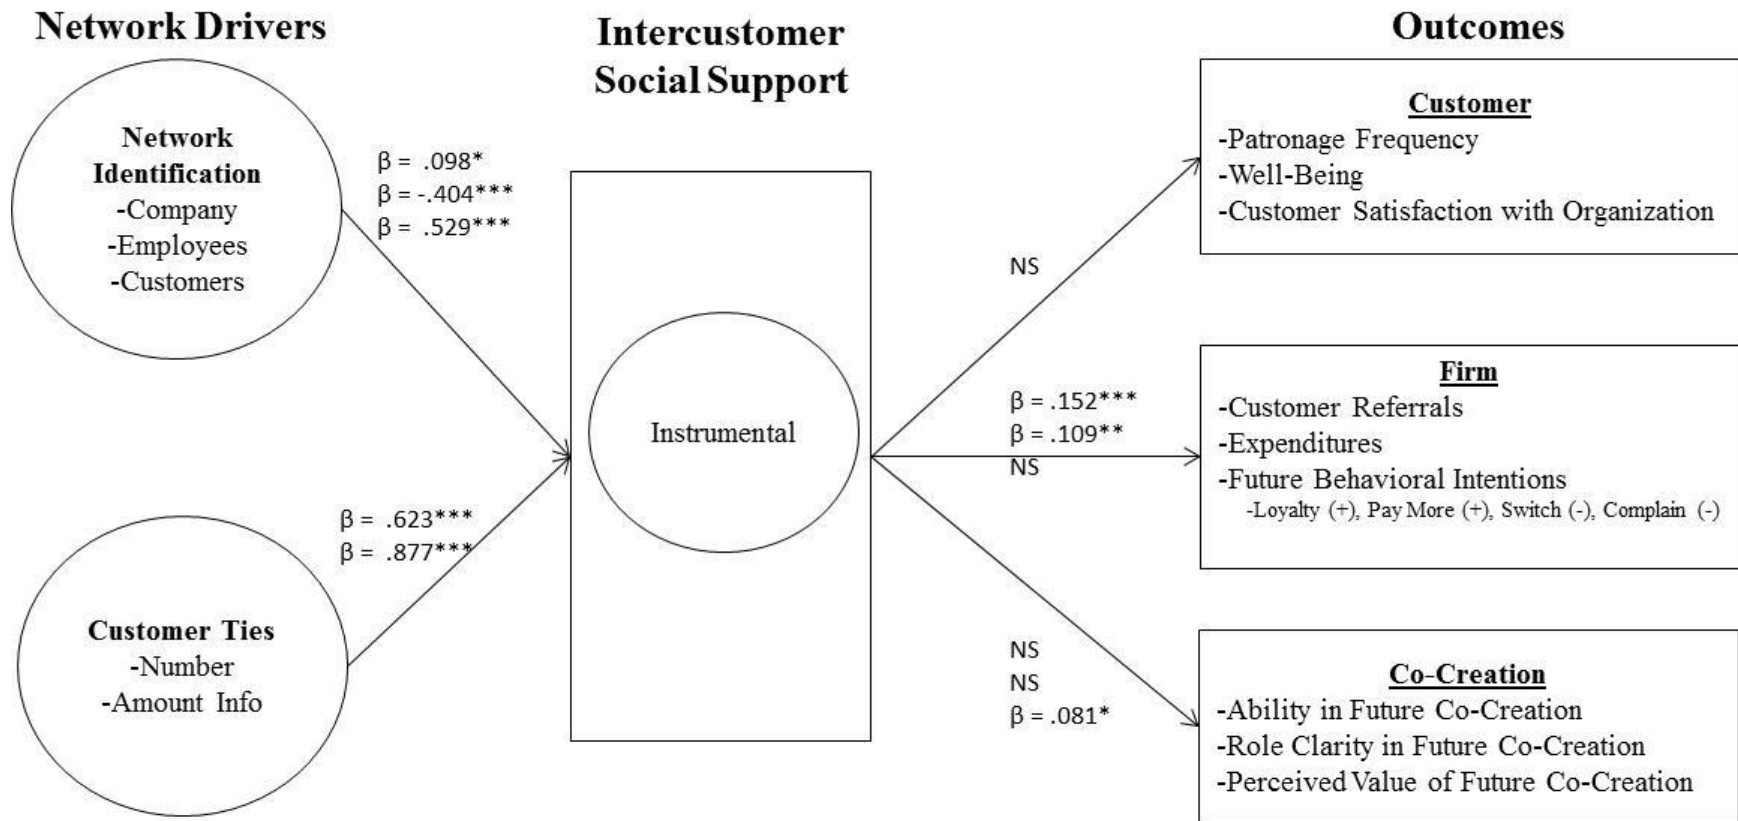 Network Drivers
Intercustomer
Social Support
Outcomes
Network
Identification
-Company
-Employees
-Customers
β = .098*
β = -.404***
β = .529***
Customer Ties
-Number
-Amount Info
β = .623***
β = .877***
Instrumental
NS
β = .152***
β = .109**
NS
NS
NS
β = .081*
Customer
-Patronage Frequency
-Well-Being
-Customer Satisfaction with Organization
Firm
-Customer Referrals
-Expenditures
-Future Behavioral Intentions
-Loyalty (+), Pay More (+), Switch (-), Complain (-)
Co-Creation
-Ability in Future Co-Creation
-Role Clarity in Future Co-Creation
-Perceived Value of Future Co-Creation